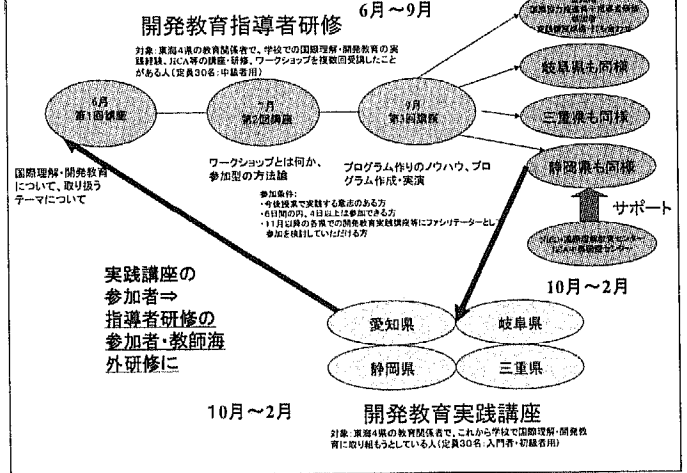 開発教育指導者研修
6月～9月
対象：東海4県の教育関係者で、学校での国際理解・開発教育の実
践経験、JICA等の講座・研修、ワークショップを複数回受講したこと
がある人（定員30名：中級者用）
6月
第1回講座
7月
第2回講座
9月
第3回講座
岐阜県も同様
三重県も同様
静岡県も同様
国際理解・開発教育
について、取り扱う
テーマについて
ワークショップとは何か、
参加型の方法論
プログラム作りのノウハウ、プロ
グラム作成・実演
参加条件：
・今後授業で実践する意志のある方
・6日間の内、4日以上は参加できる方
・11月以降の各県での開発教育実践講座等にファシリテーターとし
参加を検討していただける方
サポート
10月～2月
実践講座の
参加者⇒
指導者研修の
参加者・教師海
外研修に
愛知県
岐阜県
静岡県
三重県
10月～2月
開発教育実践講座
対象：東海4県の教育関係者で、これから学校で国際理解・開発教
育に取り組もうとしている人（定員30名：入門者・初級者用）